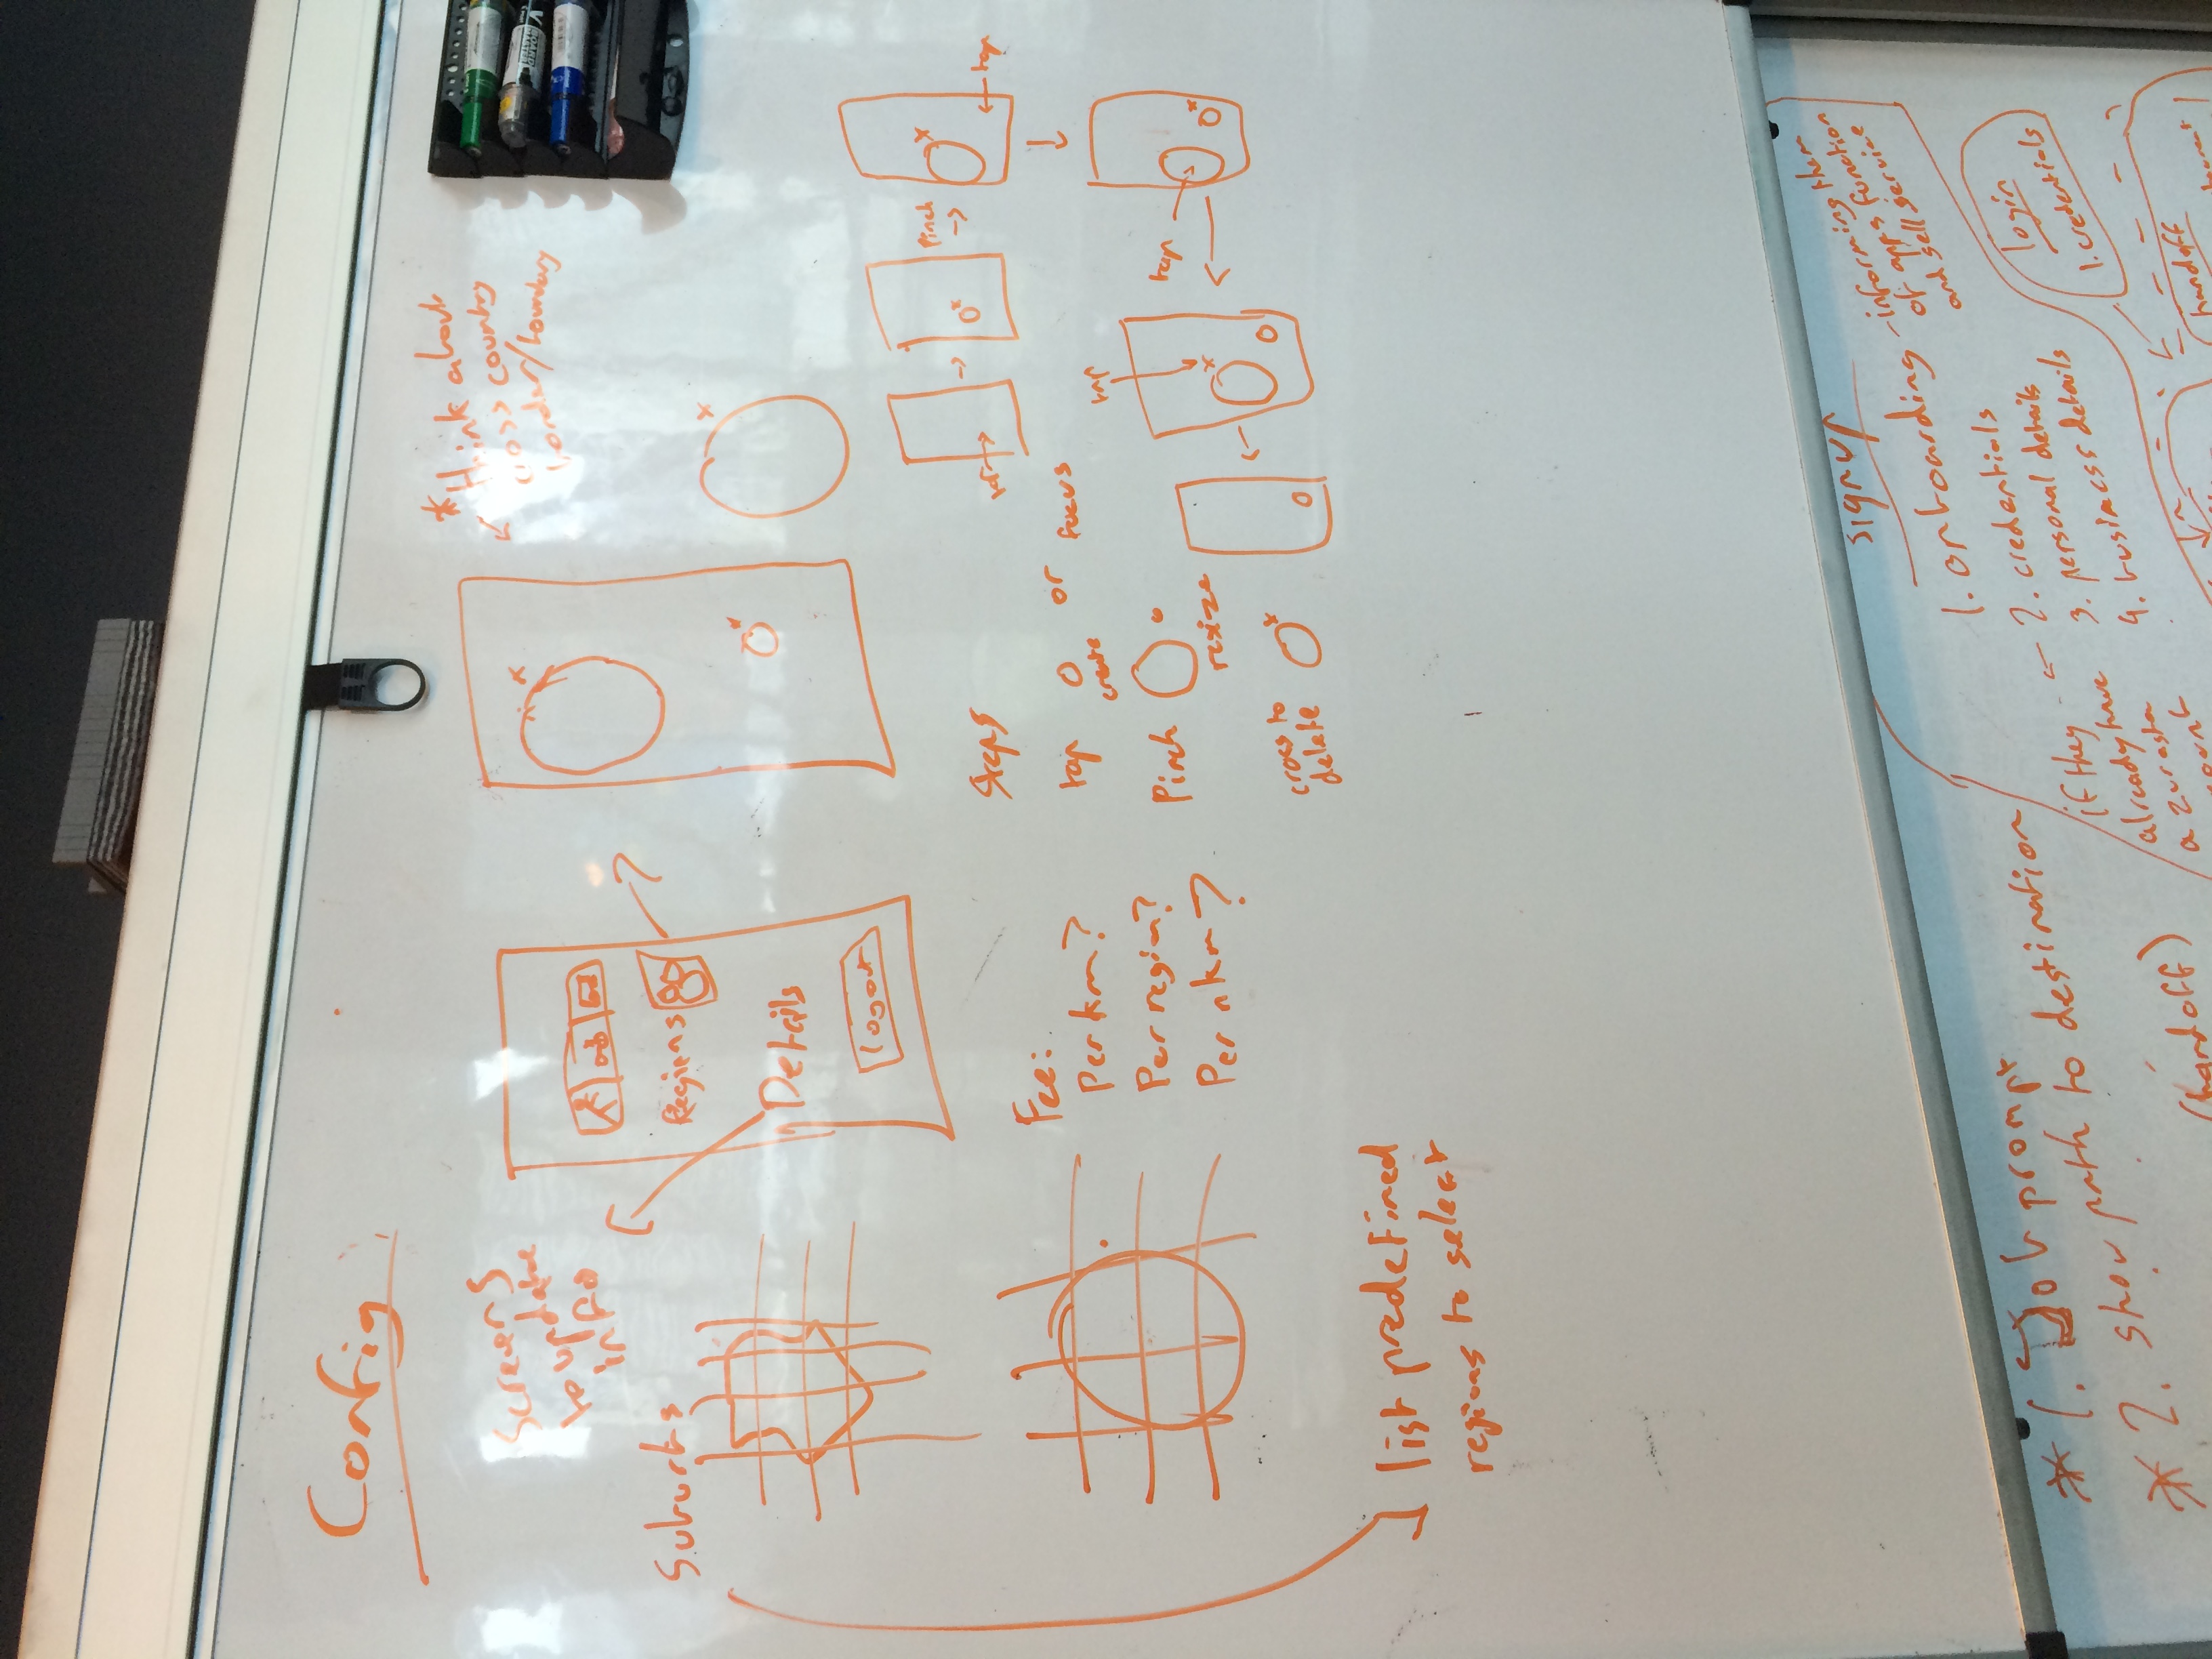 Config
Screens
to update
info
Suburbs
Regions
Details
logout
* think about
cross country
border/boundary
Fee:
Per km?
Per region?
Per nkm?
list predefined
regions to select
Steps
tap create or focus
Pinch resize
cross to
delete
tap
Pinch
tap
tap
tap
signup
1. onboarding - informing them
of apps function
and sell service
2. credentials
3. personal details
4. business details
if they
already have
a
login
1. credentials
handoff
* 1. Job prompt
* 2. show path to destination
(handoff)